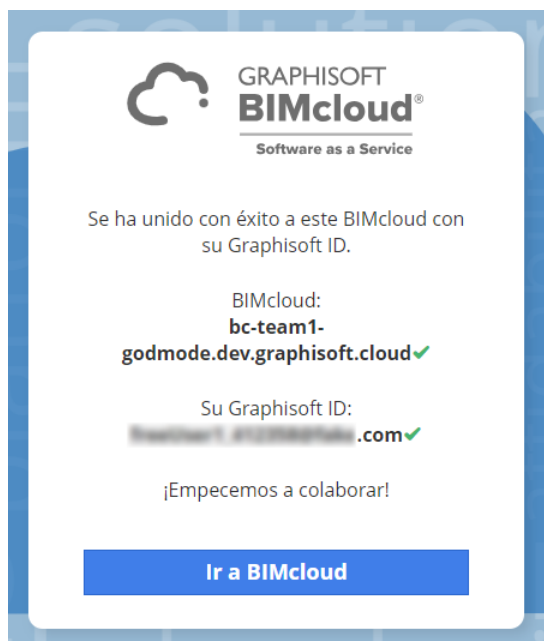 GRAPHISOFT
BIMcloud®
Software as a Service
Se ha unido con éxito a este BIMcloud con
su Graphisoft ID.
BIMcloud:
bc-team1-
godmode.dev.graphisoft.cloud
Su Graphisoft ID:
.com
¡Empecemos a colaborar!
Ir a BIMcloud